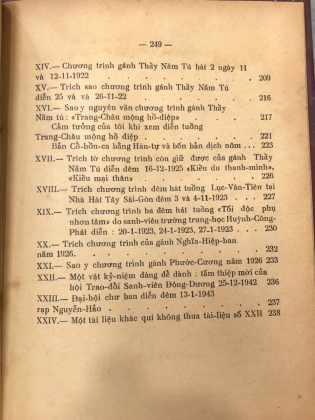 — 249 —
XIV.— Chương trình gánh Thầy Năm Tú hát 2 ngày 11
và 12-11-1922 . . . . . . . 209
XV.— Trích sao chương trình gánh Thầy Năm Tú
diễn 25 và và 26-11-22 . . . . . . 216
XVI.— Sao y nguyên văn chương trình gánh Thầy
Năm tú : «Trang-Châu mộng hồ-điệp» . . . . 217
Cảm tưởng của tôi khi xem diễn tuồng
Trang-Châu mộng hồ điệp . . . . . . 221
Bản Cổ-bồn-ca bằng Hán-tự và bổn bản dịch nôm . . . 223
XVII.— Trích tờ chương trình còn giữ được của gánh Thầy
Năm Tú diễn đêm 16-12-1925 «Kiều du thanh-minh»,
«Kiều mại thân» . . . . . . . 226
XVIII.— Trích chương trình đêm hát tuồng Lục-Vân-Tiên tại
Nhà Hát Tây Sài-Gòn đêm 3 và 4-11-1923 . . . 227
XIX.— Trích chương trình ba đêm hát tuồng «Tối độc phụ
nhơn tâm» do sanh-viên trường trung-học Huỳnh-Công-
Phát diễn : 20-1-1923, 24-1-1923, 27-1-1923 . . . 230
XX.— Trích chương trình của gánh Nghĩa-Hiệp-ban
năm 1926. . . . . . . . 232
XXI.— Sao y chương trình gánh Phước-Cương năm 1926 233
XXII.— Một vật kỷ-niệm đáng để dành : tấm thiệp mời của
hội Trao-đổi Sanh-viên Đông-Dương 25-12-1942 236
XXIII.— Đại-hội chư ban diễn đêm 13-1-1943
rạp Nguyễn-Hảo . . . . . . . 237
XXIV.— Một tài liệu khác qui không thua tài-liệu số XXII 238